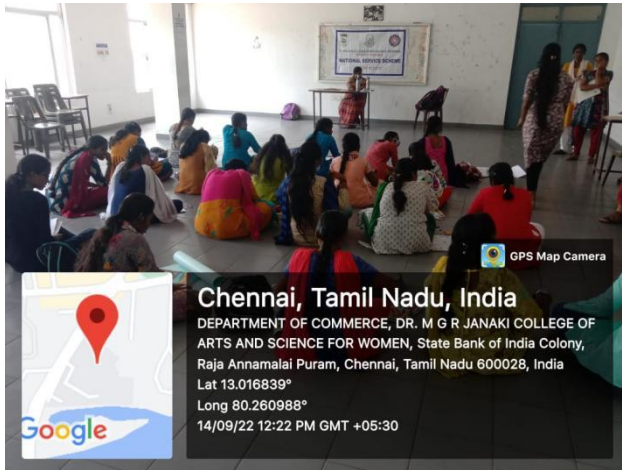 NATIONAL SERVICE SCHEME
GPS Map Camera
Chennai, Tamil Nadu, India
DEPARTMENT OF COMMERCE, DR. M G R JANAKI COLLEGE OF
ARTS AND SCIENCE FOR WOMEN, State Bank of India Colony,
Raja Annamalai Puram, Chennai, Tamil Nadu 600028, India
Lat 13.016839°
Long 80.260988°
14/09/22 12:22 PM GMT +05:30
Google